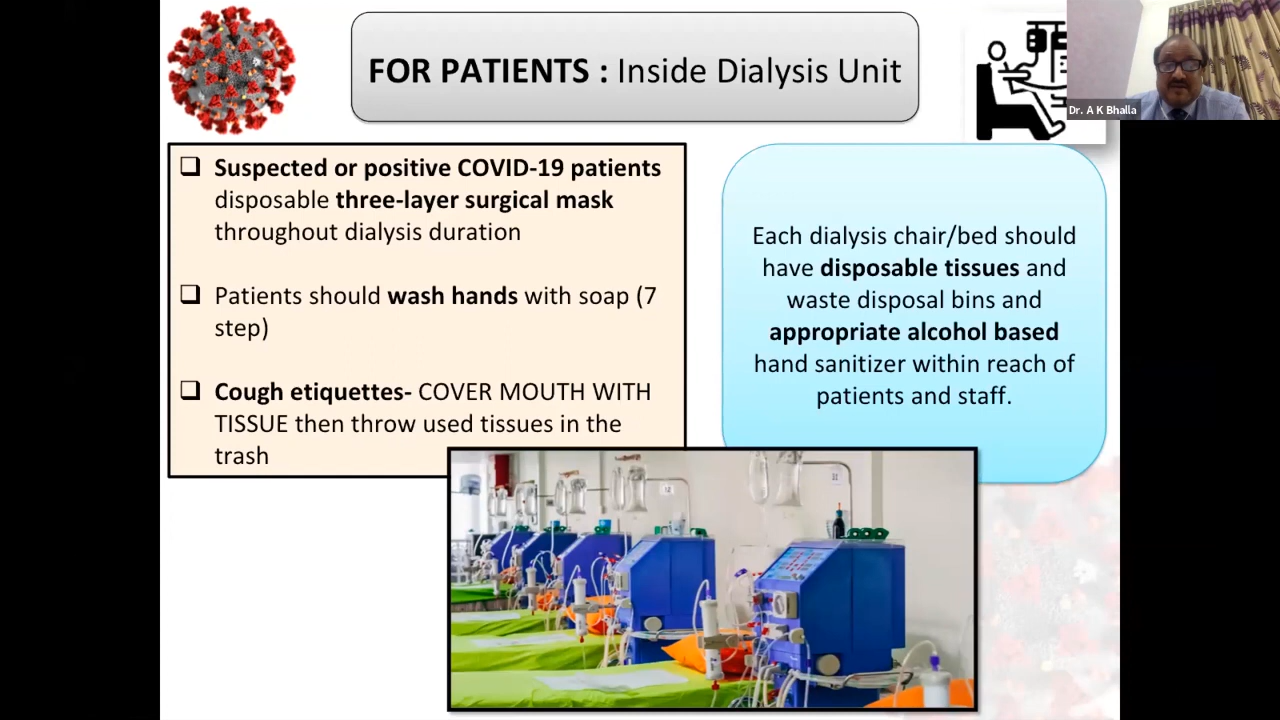 FOR PATIENTS : Inside Dialysis Unit
Dr. A K Bhalla
❑ Suspected or positive COVID-19 patients
disposable three-layer surgical mask
throughout dialysis duration
❑ Patients should wash hands with soap (7
step)
❑ Cough etiquettes- COVER MOUTH WITH
TISSUE then throw used tissues in the
trash
Each dialysis chair/bed should
have disposable tissues and
waste disposal bins and
appropriate alcohol based
hand sanitizer within reach of
patients and staff.
12